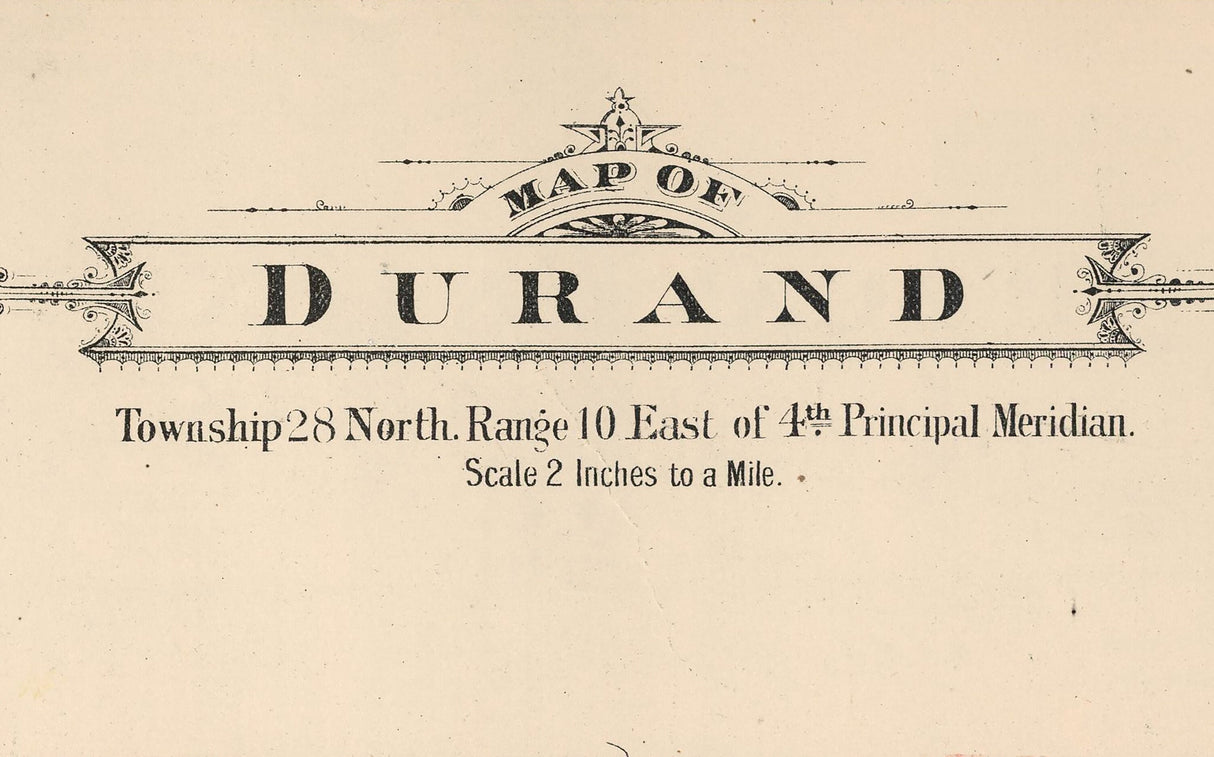 MAP OF
DURAND
Township 28 North. Range 10 East of 4th. Principal Meridian.
Scale 2 Inches to a Mile.